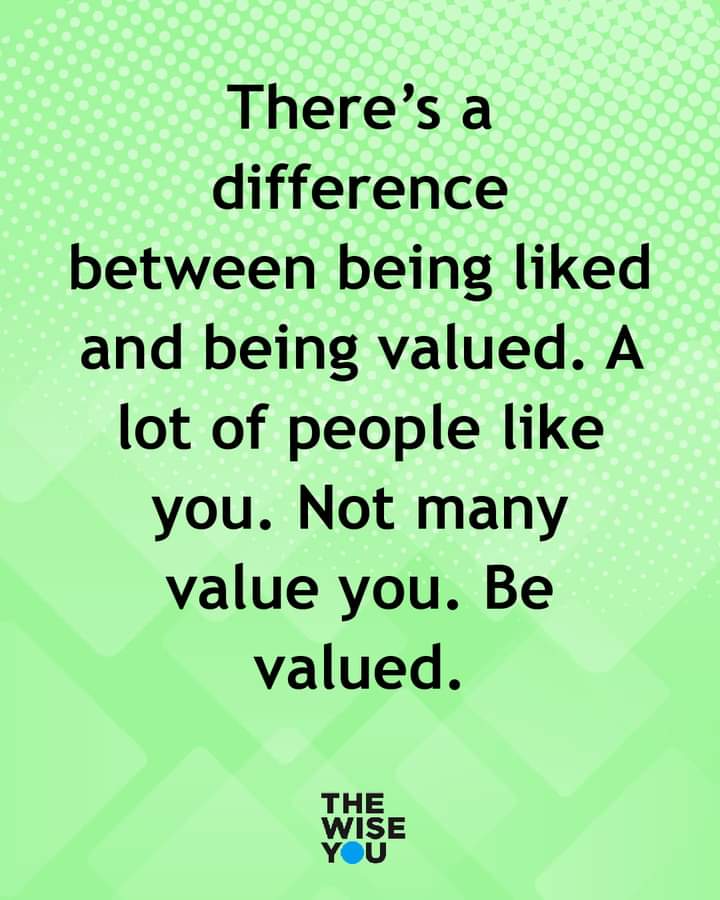 There’s a
difference
between being liked
and being valued. A
lot of people like
you. Not many
value you. Be
valued.
THE
WISE
YOU